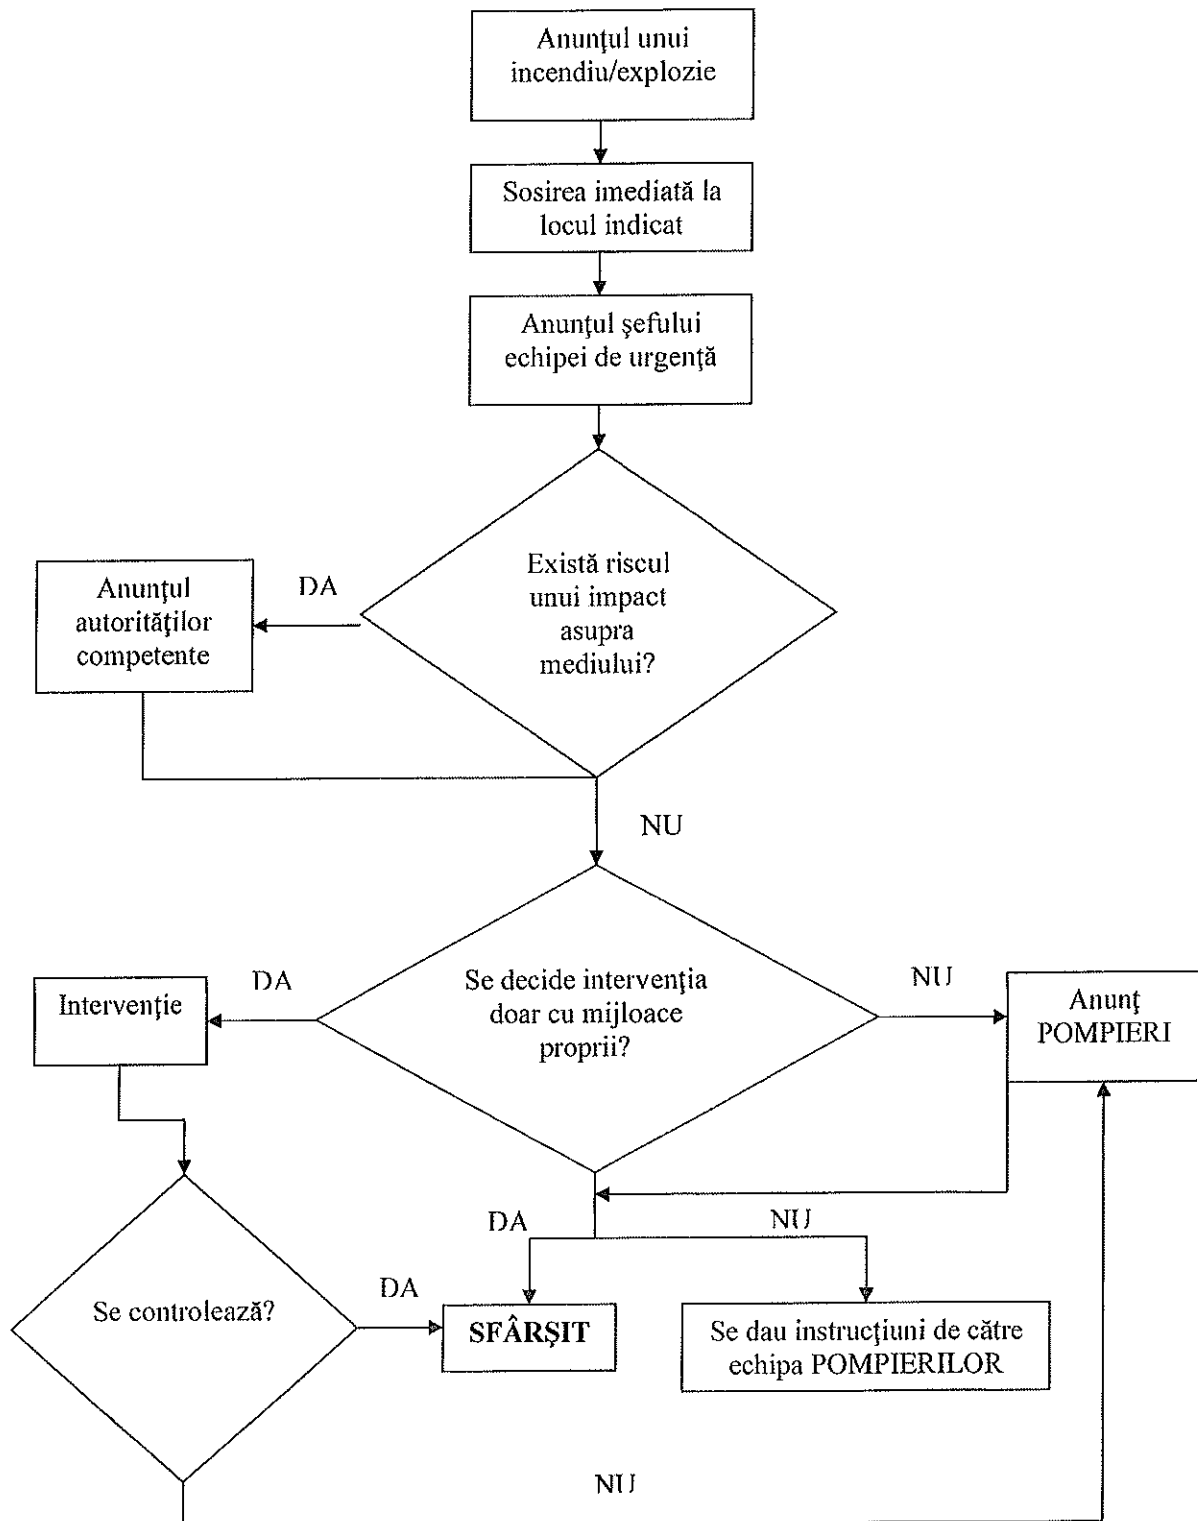 Anunţul unui
incendiu/explozie
Sosirea imediată la
locul indicat
Anunţul şefului
echipei de urgenţă
Există riscul
unui impact
asupra
mediului?
DA
Anunţul
autorităţilor
competente
NU
Se decide intervenţia
doar cu mijloace
proprii?
DA
Intervenţie
NU
Anunţ
POMPIERI
DA
NU
Se controlează?
DA
SFÂRŞIT
Se dau instrucţiuni de către
echipa POMPIERILOR
NU